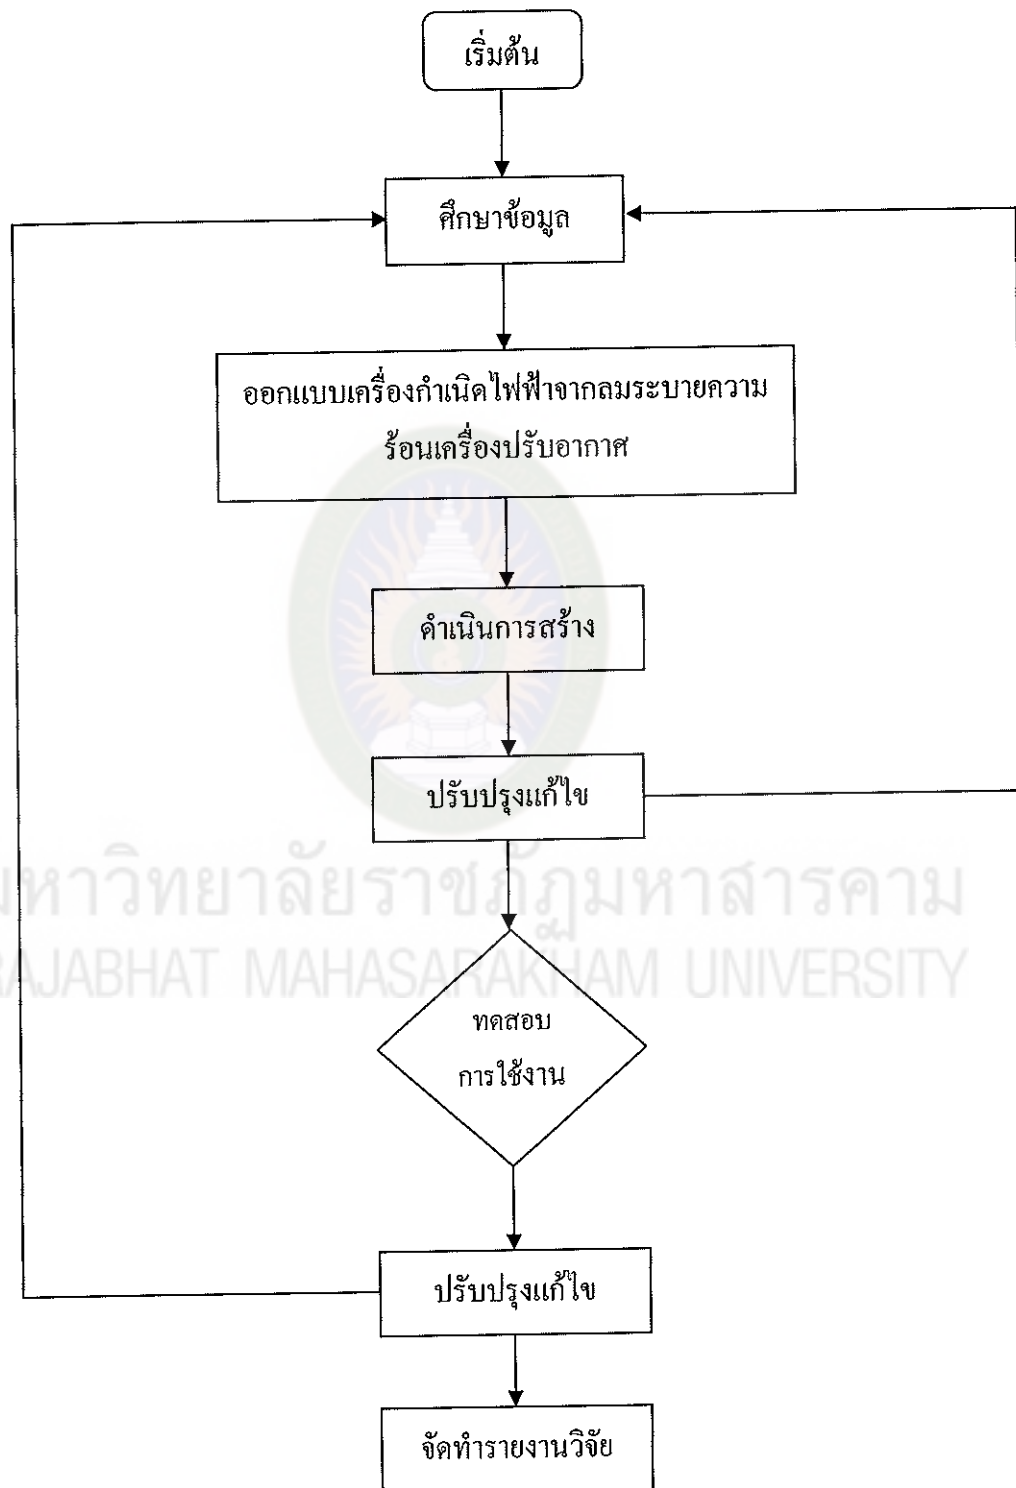 เริ่มต้น
ศึกษาข้อมูล
ออกแบบเครื่องกำเนิดไฟฟ้าจากลมระบายความ
ร้อนเครื่องปรับอากาศ
ดำเนินการสร้าง
ปรับปรุงแก้ไข
มหาวิทยาลัยราชภัฏมหาสารคาม
RAJABHAT MAHASARAKHAM UNIVERSITY
ทดสอบ
การใช้งาน
ปรับปรุงแก้ไข
จัดทำรายงานวิจัย